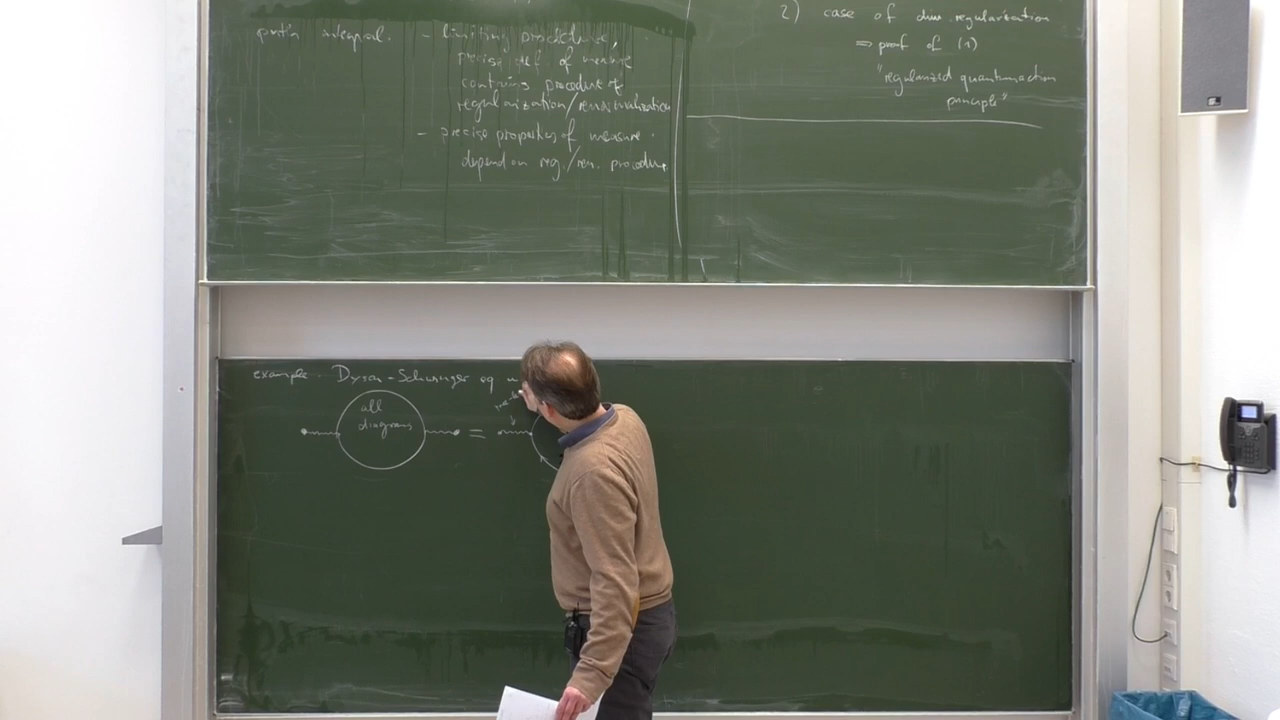 path integral. - limiting procedure,
precise def. of measure
contains procedure of
regularization/renormalization
- precise properties of measure
depend on reg./ren. procedure
2) case of dim. regularization
⇒ proof of (1)
"regularized quantum action
principle"
example Dyson-Schwinger eq
all
diagrams
=